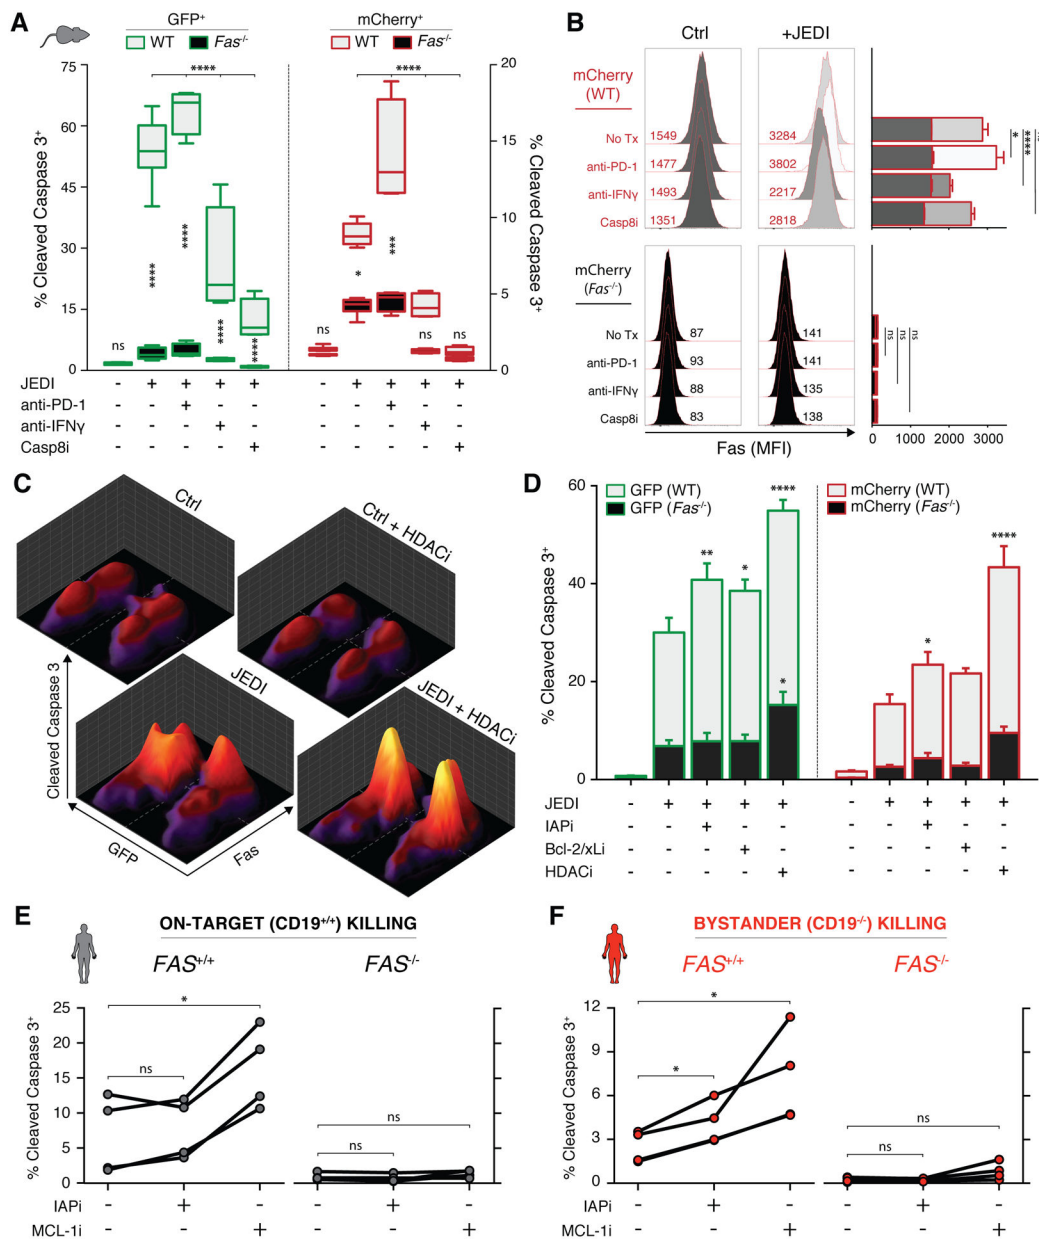 A
GFP⁺
mCherry⁺
WT Fas⁻/⁻
WT Fas⁻/⁻
% Cleaved Caspase 3⁺
75
60
45
30
15
0
****
****
****
****
****
****
ns
****
*
***
ns
ns
ns
20
15
10
5
0
% Cleaved Caspase 3⁺
JEDI - + + + + - + + + +
anti-PD-1 - - + - - - - + - -
anti-IFNγ - - - + - - - - + -
Casp8i - - - - + - - - - +
B
Ctrl
+JEDI
mCherry
(WT)
No Tx 1549 3284
anti-PD-1 1477 3802
anti-IFNγ 1493 2217
Casp8i 1351 2818
*
****
mCherry
(Fas⁻/⁻)
No Tx 87 141
anti-PD-1 93 141
anti-IFNγ 88 135
Casp8i 83 138
ns
ns
ns
0 1000 2000 3000
Fas (MFI)
C
Ctrl
Ctrl + HDACi
JEDI
JEDI + HDACi
Cleaved Caspase 3
GFP
Fas
D
GFP (WT)
GFP (Fas⁻/⁻)
mCherry (WT)
mCherry (Fas⁻/⁻)
% Cleaved Caspase 3⁺
60
40
20
0
**
*
****
*
*
****
JEDI - + + + + - + + + +
IAPi - - + - - - - + - -
Bcl-2/xLi - - - + - - - - + -
HDACi - - - - + - - - - +
E
ON-TARGET (CD19⁺/⁺) KILLING
FAS⁺/⁺
FAS⁻/⁻
% Cleaved Caspase 3⁺
25
20
15
10
5
0
*
ns
ns
ns
IAPi - + - - + -
MCL-1i - - + - - +
F
BYSTANDER (CD19⁻/⁻) KILLING
FAS⁺/⁺
FAS⁻/⁻
% Cleaved Caspase 3⁺
12
9
6
3
0
*
*
ns
ns
IAPi - + - - + -
MCL-1i - - + - - +